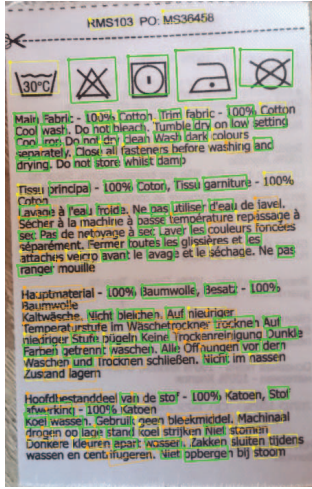 RMS103 PO: MS36458
30°C
Main Fabric - 100% Cotton. Trim fabric - 100% Cotton
Cool wash. Do not bleach. Tumble dry on low setting
Cool iron Do not dry clean Wash dark colours
separately. Close all fasteners before washing and
drying. Do not store whilst damp
Tissu principal - 100% Coton, Tissu garniture - 100%
Coton
Lavage à l'eau froide. Ne pas utiliser d'eau de javel.
Sécher à la machine à basse température repassage à
sec Pas de nettoyage à sec Laver les couleurs foncées
séparément. Fermer toutes les glissières et les
attaches velcro avant le lavage et le séchage. Ne pas
ranger mouillé
Hauptmaterial - 100% Baumwolle, Besatz - 100%
Baumwolle
Kaltwäsche. Nicht bleichen. Auf niedriger
Temperaturstufe im Wäschetrockner trocknen Auf
niedriger Stufe bügeln Keine Trockenreinigung Dunkle
Farben getrennt waschen. Alle Öffnungen vor dem
Waschen und Trocknen schließen. Nicht im nassen
Zustand lagern
Hoofdbestanddeel van de stof - 100% Katoen, Stof
afwerking - 100% Katoen
Koel wassen. Gebruik geen bleekmiddel. Machinaal
drogen op lage stand koel strijken Niet stomen
Donkere kleuren apart wassen. Zakken sluiten tijdens
wassen en centrifugeren. Niet opbergen bij stoom